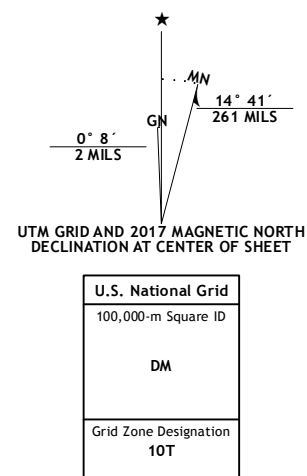 ★
MN
GN
14° 41´
261 MILS
0° 8´
2 MILS
UTM GRID AND 2017 MAGNETIC NORTH
DECLINATION AT CENTER OF SHEET
U.S. National Grid
100,000-m Square ID
DM
Grid Zone Designation
10T